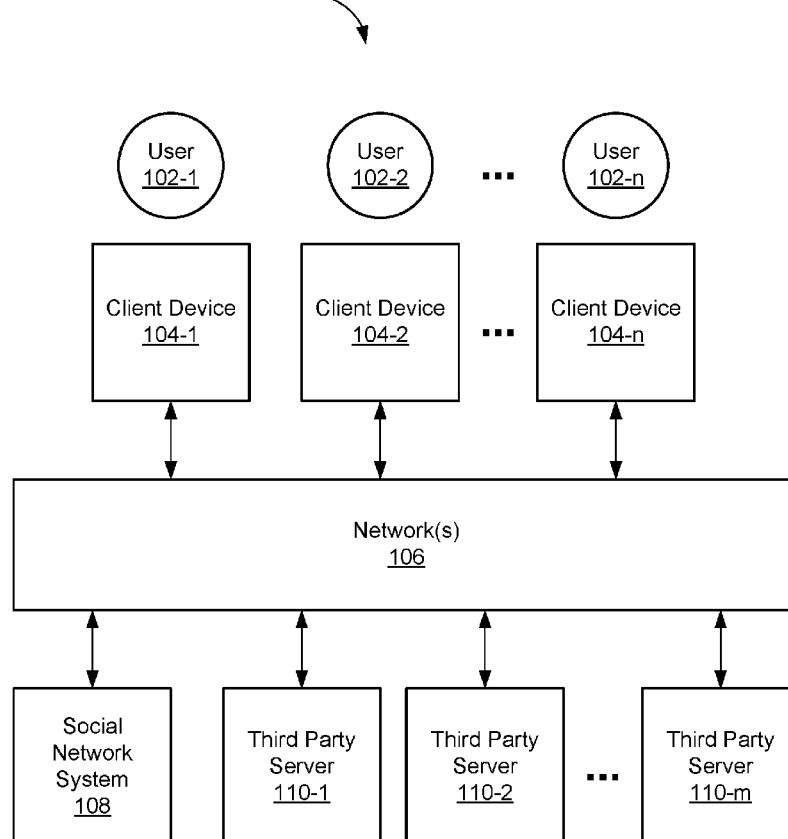 User
102-1
User
102-2
...
User
102-n
Client Device
104-1
Client Device
104-2
...
Client Device
104-n
Network(s)
106
Social
Network
System
108
Third Party
Server
110-1
Third Party
Server
110-2
...
Third Party
Server
110-m